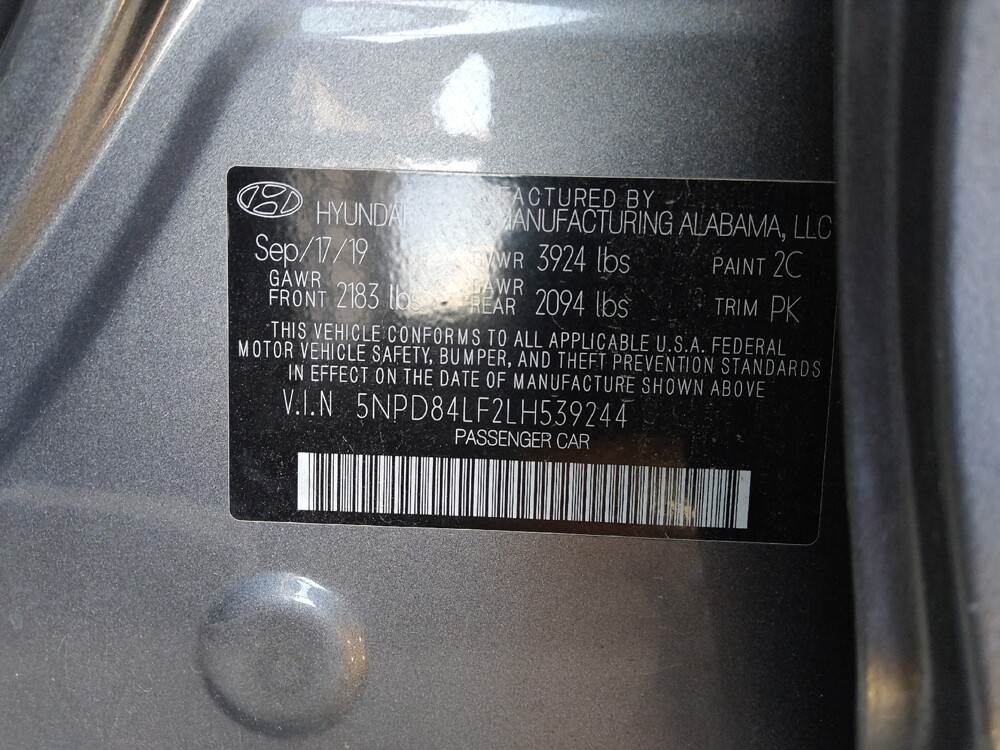 ACTURED BY
HYUNDAI MANUFACTURING ALABAMA, LLC
Sep/17/19 GVWR 3924 lbs PAINT 2C
GAWR FRONT 2183 lbs GAWR REAR 2094 lbs TRIM PK
THIS VEHICLE CONFORMS TO ALL APPLICABLE U.S.A. FEDERAL
MOTOR VEHICLE SAFETY, BUMPER, AND THEFT PREVENTION STANDARDS
IN EFFECT ON THE DATE OF MANUFACTURE SHOWN ABOVE
V.I.N 5NPD84LF2LH539244
PASSENGER CAR